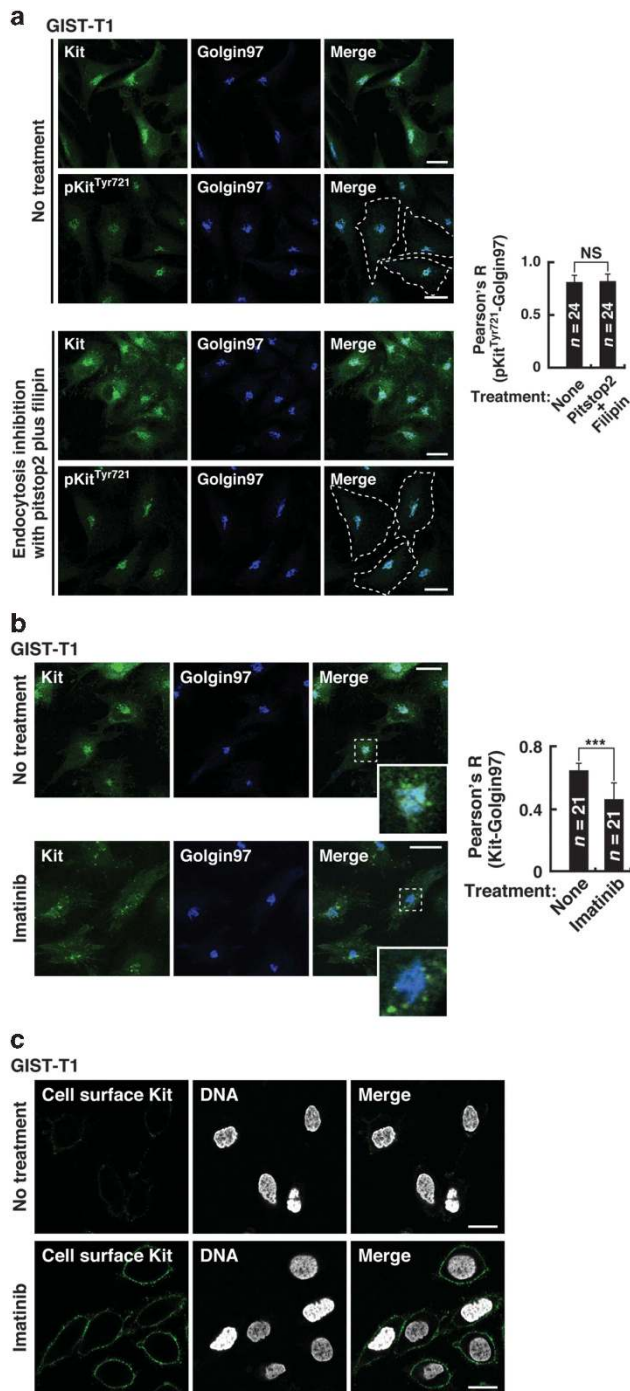 a
GIST-T1
No treatment
Kit
Golgin97
Merge
pKitTyr721
Golgin97
Merge
Endocytosis inhibition
with pitstop2 plus filipin
Kit
Golgin97
Merge
pKitTyr721
Golgin97
Merge
Pearson's R
(pKitTyr721-Golgin97)
1.0
0.5
0
NS
n = 24
n = 24
Treatment:
None
Pitstop2
+
Filipin
b
GIST-T1
No treatment
Kit
Golgin97
Merge
Imatinib
Kit
Golgin97
Merge
Pearson's R
(Kit-Golgin97)
0.8
0.4
0
***
n = 21
n = 21
Treatment:
None
Imatinib
c
GIST-T1
No treatment
Cell surface Kit
DNA
Merge
Imatinib
Cell surface Kit
DNA
Merge